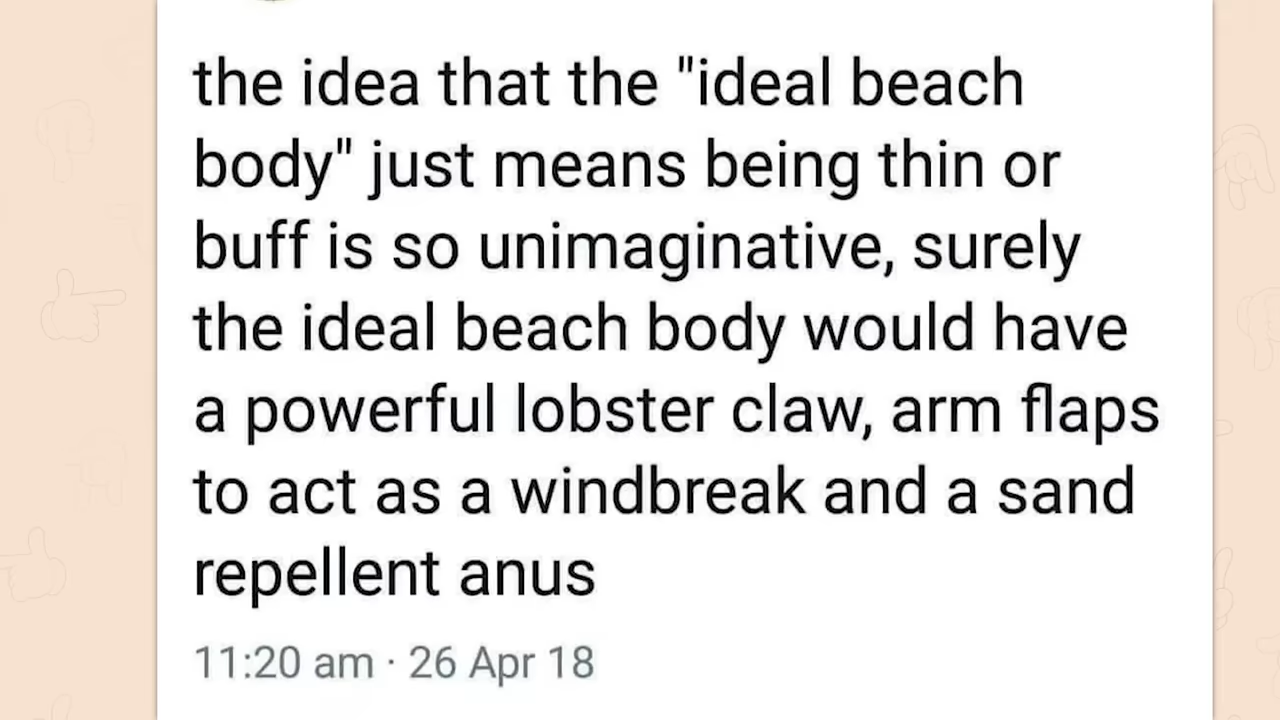 the idea that the "ideal beach
body" just means being thin or
buff is so unimaginative, surely
the ideal beach body would have
a powerful lobster claw, arm flaps
to act as a windbreak and a sand
repellent anus
11:20 am · 26 Apr 18